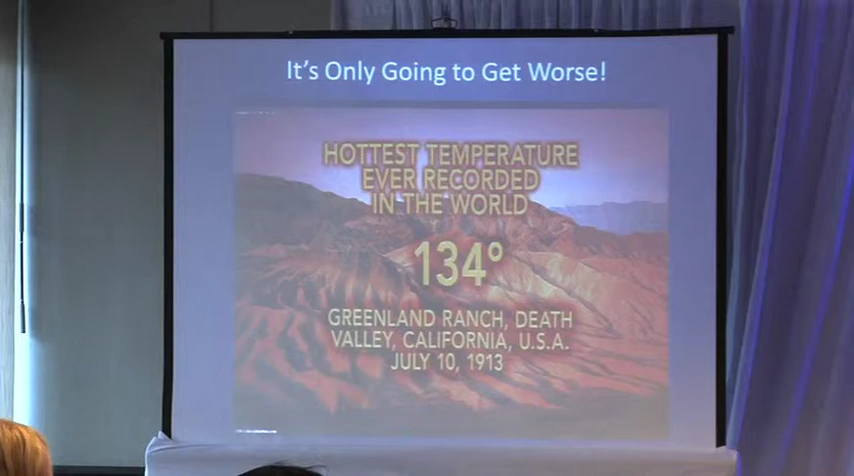 It's Only Going to Get Worse!
HOTTEST TEMPERATURE
EVER RECORDED
IN THE WORLD
134°
GREENLAND RANCH, DEATH
VALLEY, CALIFORNIA, U.S.A.
JULY 10, 1913